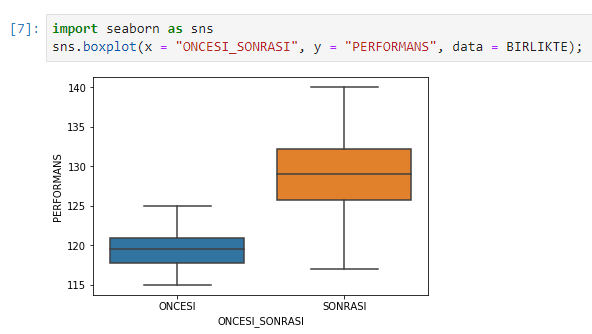 [7]: import seaborn as sns
sns.boxplot(x = "ONCESI_SONRASI", y = "PERFORMANS", data = BIRLIKTE);
140
135
130
125
120
115
PERFORMANS
ONCESI SONRASI
ONCESI_SONRASI